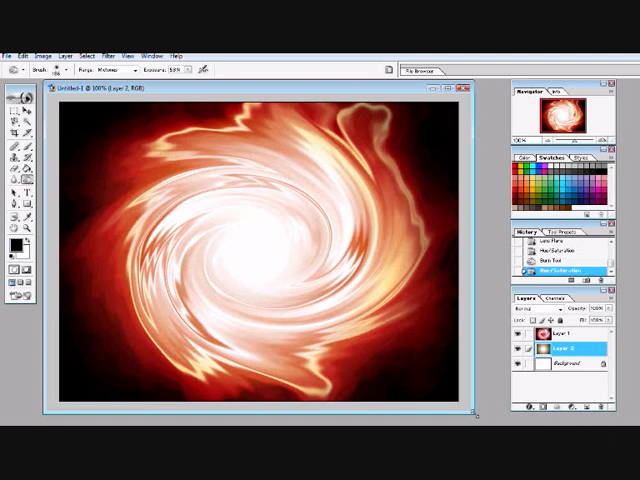 File Edit Image Layer Select Filter View Window Help
Brush: 186 Range: Midtones Exposure: 53%
File Browser
Untitled-1 @ 100% (Layer 2, RGB)
Navigator Info
100%
Color Swatches Styles
History Tool Presets
Lens Flare
Hue/Saturation
Burn Tool
Hue/Saturation
Layers Channels
Normal Opacity: 100%
Lock: Fill: 100%
Layer 1
Layer 2
Background